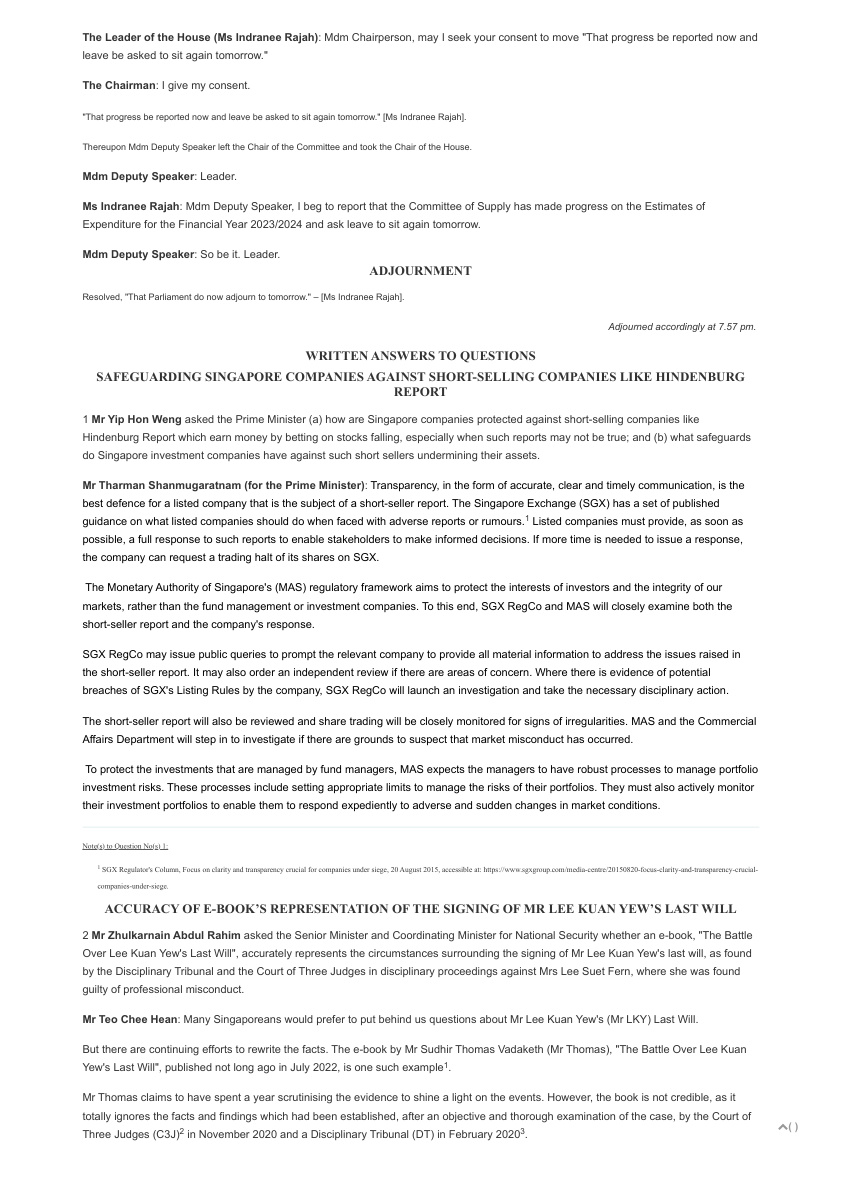 The Leader of the House (Ms Indranee Rajah): Mdm Chairperson, may I seek your consent to move "That progress be reported now and
leave be asked to sit again tomorrow."
The Chairman: I give my consent.
"That progress be reported now and leave be asked to sit again tomorrow." [Ms Indranee Rajah].
Thereupon Mdm Deputy Speaker left the Chair of the Committee and took the Chair of the House.
Mdm Deputy Speaker: Leader.
Ms Indranee Rajah: Mdm Deputy Speaker, I beg to report that the Committee of Supply has made progress on the Estimates of
Expenditure for the Financial Year 2023/2024 and ask leave to sit again tomorrow.
Mdm Deputy Speaker: So be it. Leader.
ADJOURNMENT
Resolved, "That Parliament do now adjourn to tomorrow." – [Ms Indranee Rajah].
Adjourned accordingly at 7.57 pm.
WRITTEN ANSWERS TO QUESTIONS
SAFEGUARDING SINGAPORE COMPANIES AGAINST SHORT-SELLING COMPANIES LIKE HINDENBURG
REPORT
1 Mr Yip Hon Weng asked the Prime Minister (a) how are Singapore companies protected against short-selling companies like
Hindenburg Report which earn money by betting on stocks falling, especially when such reports may not be true; and (b) what safeguards
do Singapore investment companies have against such short sellers undermining their assets.
Mr Tharman Shanmugaratnam (for the Prime Minister): Transparency, in the form of accurate, clear and timely communication, is the
best defence for a listed company that is the subject of a short-seller report. The Singapore Exchange (SGX) has a set of published
guidance on what listed companies should do when faced with adverse reports or rumours.1 Listed companies must provide, as soon as
possible, a full response to such reports to enable stakeholders to make informed decisions. If more time is needed to issue a response,
the company can request a trading halt of its shares on SGX.
The Monetary Authority of Singapore's (MAS) regulatory framework aims to protect the interests of investors and the integrity of our
markets, rather than the fund management or investment companies. To this end, SGX RegCo and MAS will closely examine both the
short-seller report and the company's response.
SGX RegCo may issue public queries to prompt the relevant company to provide all material information to address the issues raised in
the short-seller report. It may also order an independent review if there are areas of concern. Where there is evidence of potential
breaches of SGX's Listing Rules by the company, SGX RegCo will launch an investigation and take the necessary disciplinary action.
The short-seller report will also be reviewed and share trading will be closely monitored for signs of irregularities. MAS and the Commercial
Affairs Department will step in to investigate if there are grounds to suspect that market misconduct has occurred.
To protect the investments that are managed by fund managers, MAS expects the managers to have robust processes to manage portfolio
investment risks. These processes include setting appropriate limits to manage the risks of their portfolios. They must also actively monitor
their investment portfolios to enable them to respond expediently to adverse and sudden changes in market conditions.
Note(s) to Question No(s) 1:
1 SGX Regulator's Column, Focus on clarity and transparency crucial for companies under siege, 20 August 2015, accessible at: https://www.sgxgroup.com/media-centre/20150820-focus-clarity-and-transparency-crucial-
companies-under-siege.
ACCURACY OF E-BOOK’S REPRESENTATION OF THE SIGNING OF MR LEE KUAN YEW’S LAST WILL
2 Mr Zhulkarnain Abdul Rahim asked the Senior Minister and Coordinating Minister for National Security whether an e-book, "The Battle
Over Lee Kuan Yew's Last Will", accurately represents the circumstances surrounding the signing of Mr Lee Kuan Yew's last will, as found
by the Disciplinary Tribunal and the Court of Three Judges in disciplinary proceedings against Mrs Lee Suet Fern, where she was found
guilty of professional misconduct.
Mr Teo Chee Hean: Many Singaporeans would prefer to put behind us questions about Mr Lee Kuan Yew's (Mr LKY) Last Will.
But there are continuing efforts to rewrite the facts. The e-book by Mr Sudhir Thomas Vadaketh (Mr Thomas), "The Battle Over Lee Kuan
Yew's Last Will", published not long ago in July 2022, is one such example1.
Mr Thomas claims to have spent a year scrutinising the evidence to shine a light on the events. However, the book is not credible, as it
totally ignores the facts and findings which had been established, after an objective and thorough examination of the case, by the Court of
Three Judges (C3J)2 in November 2020 and a Disciplinary Tribunal (DT) in February 20203.
( )